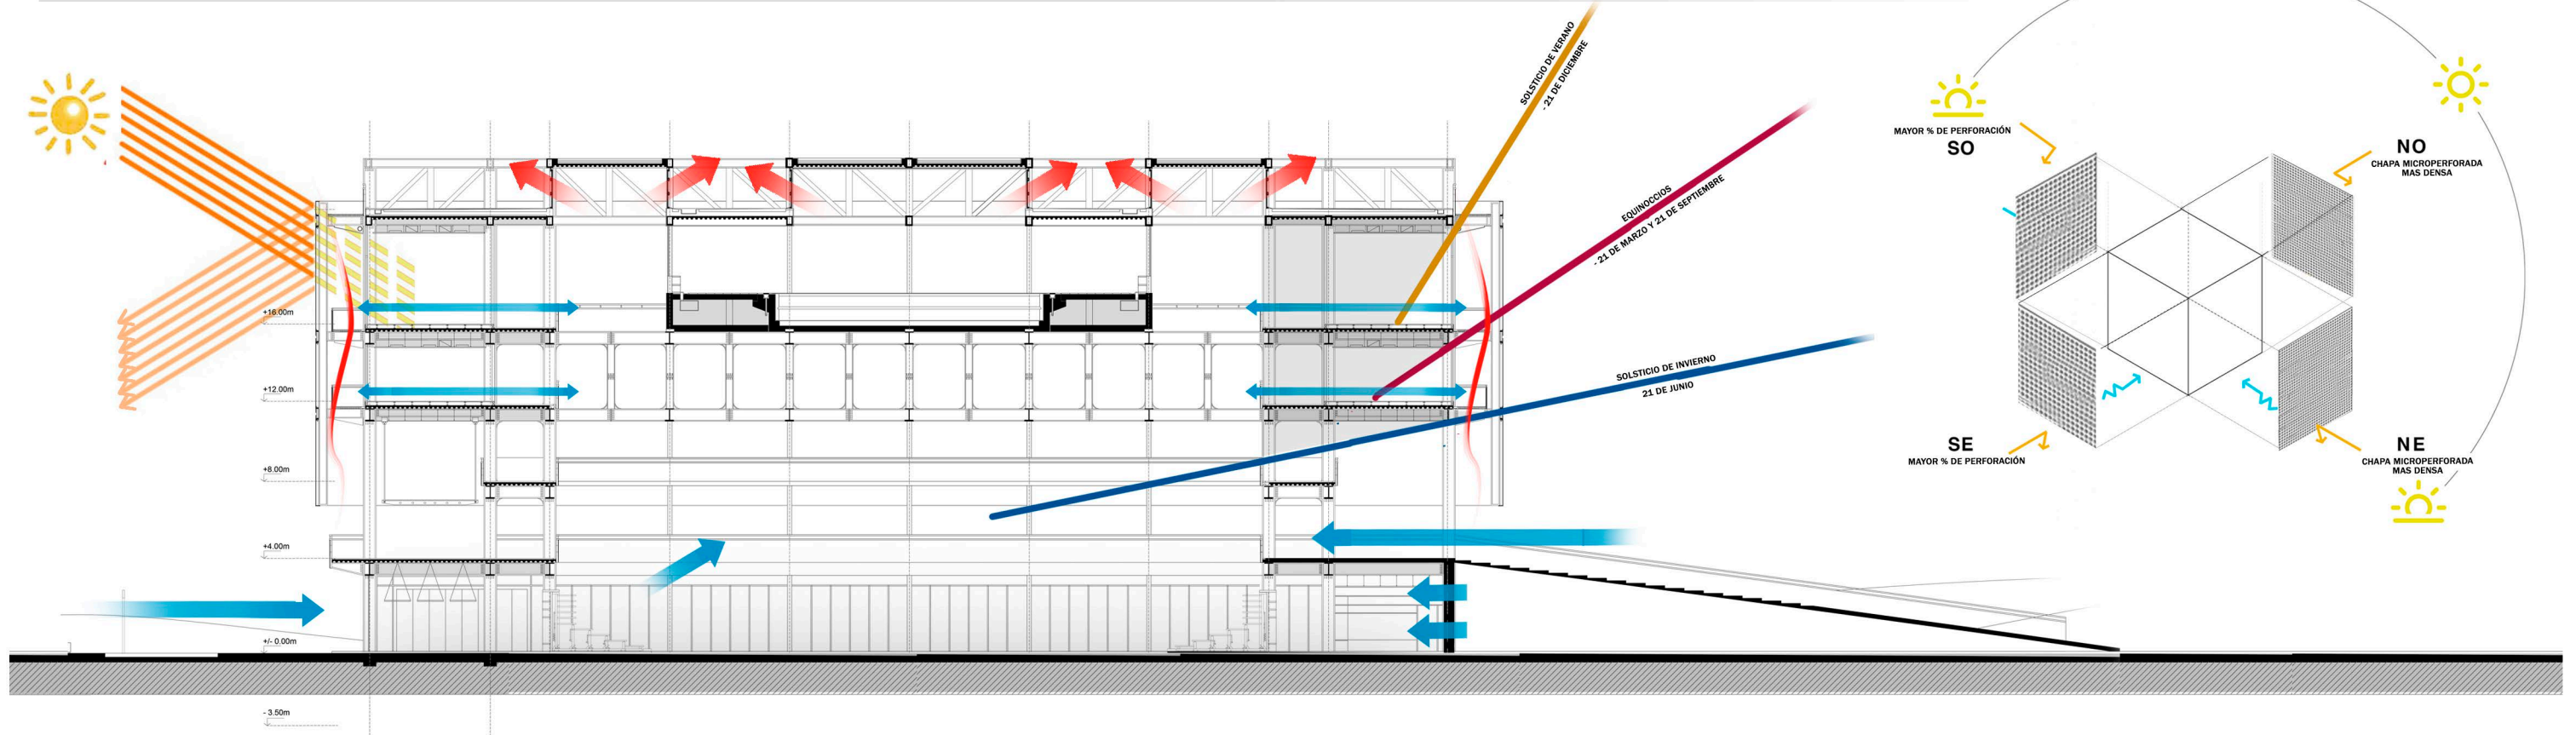 SOLSTICIO DE VERANO
- 21 DE DICIEMBRE
EQUINOCCIOS
- 21 DE MARZO Y 21 DE SEPTIEMBRE
SOLSTICIO DE INVIERNO
21 DE JUNIO
MAYOR % DE PERFORACIÓN
SO
NO
CHAPA MICROPERFORADA
MAS DENSA
SE
MAYOR % DE PERFORACIÓN
NE
CHAPA MICROPERFORADA
MAS DENSA
+16.00m
+12.00m
+8.00m
+4.00m
+/- 0.00m
- 3.50m